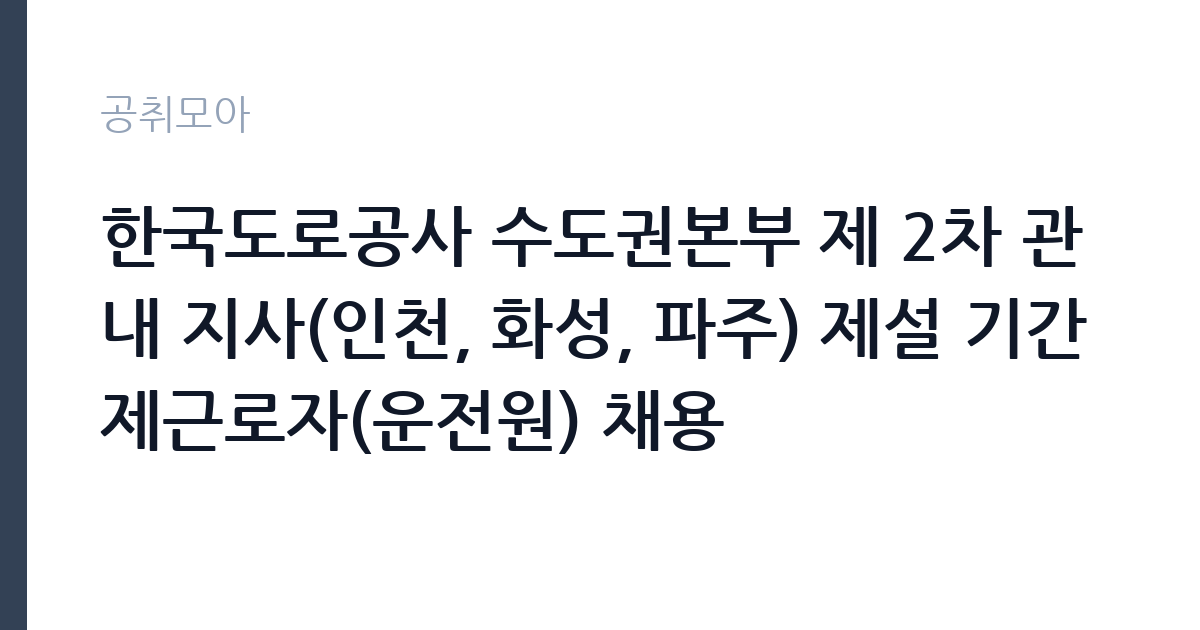 공취모아
한국도로공사 수도권본부 제 2차 관
내 지사(인천, 화성, 파주) 제설 기간
제근로자(운전원) 채용